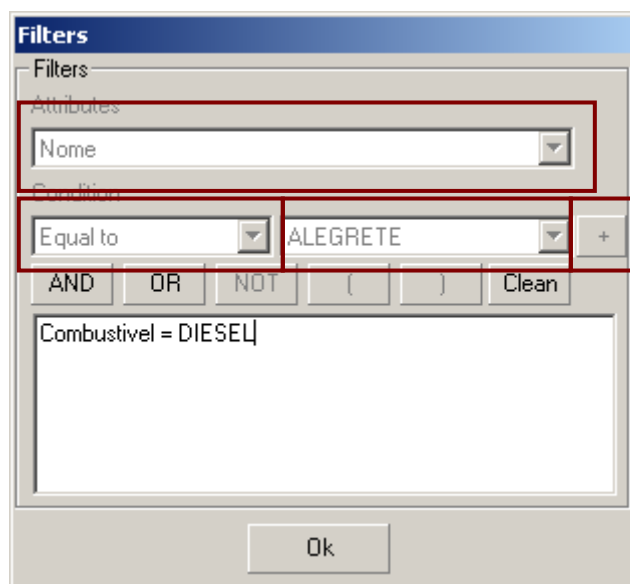 Filters
Filters
Attributes
Nome
Condition
Equal to ALEGRETE +
AND OR NOT ( ) Clean
Combustivel = DIESEL
Ok